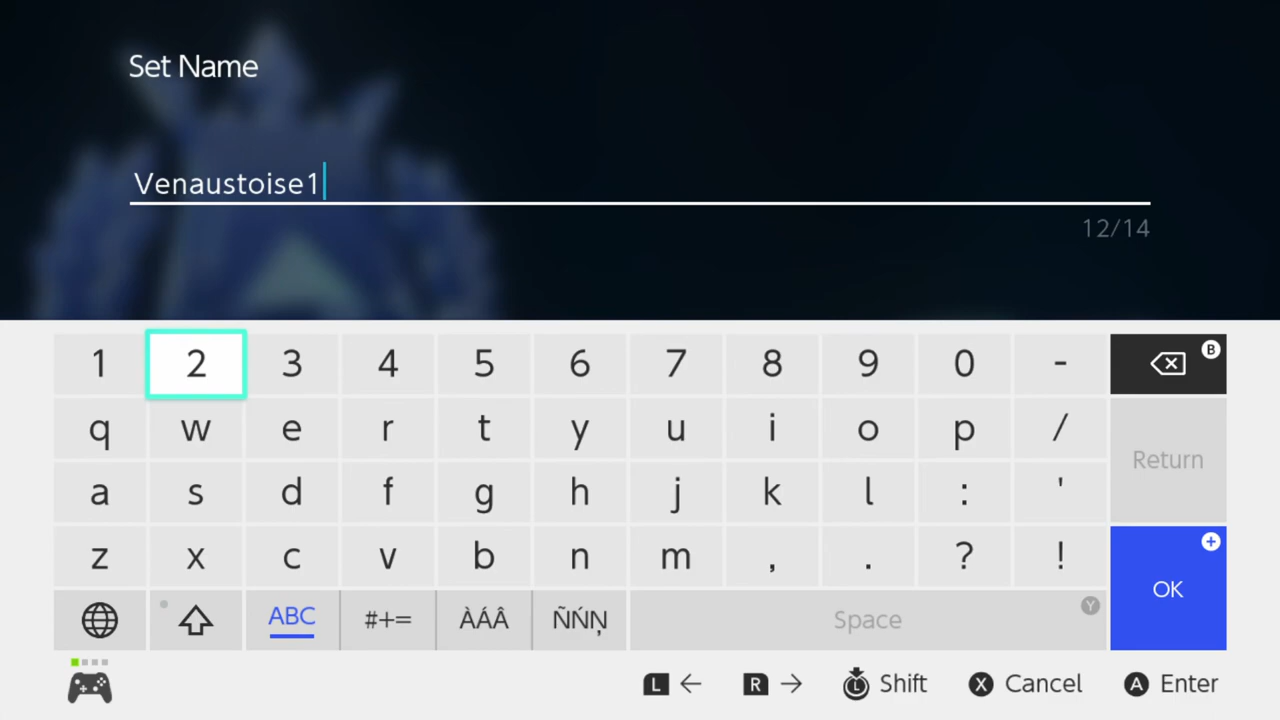 Set Name
Venaustoise1
12/14
1 2 3 4 5 6 7 8 9 0 - B
q w e r t y u i o p / Return
a s d f g h j k l : '
z x c v b n m , . ? ! OK
ABC #+= ÀÁÂ ÑŃŅ Space Y
L ← R → L Shift X Cancel A Enter